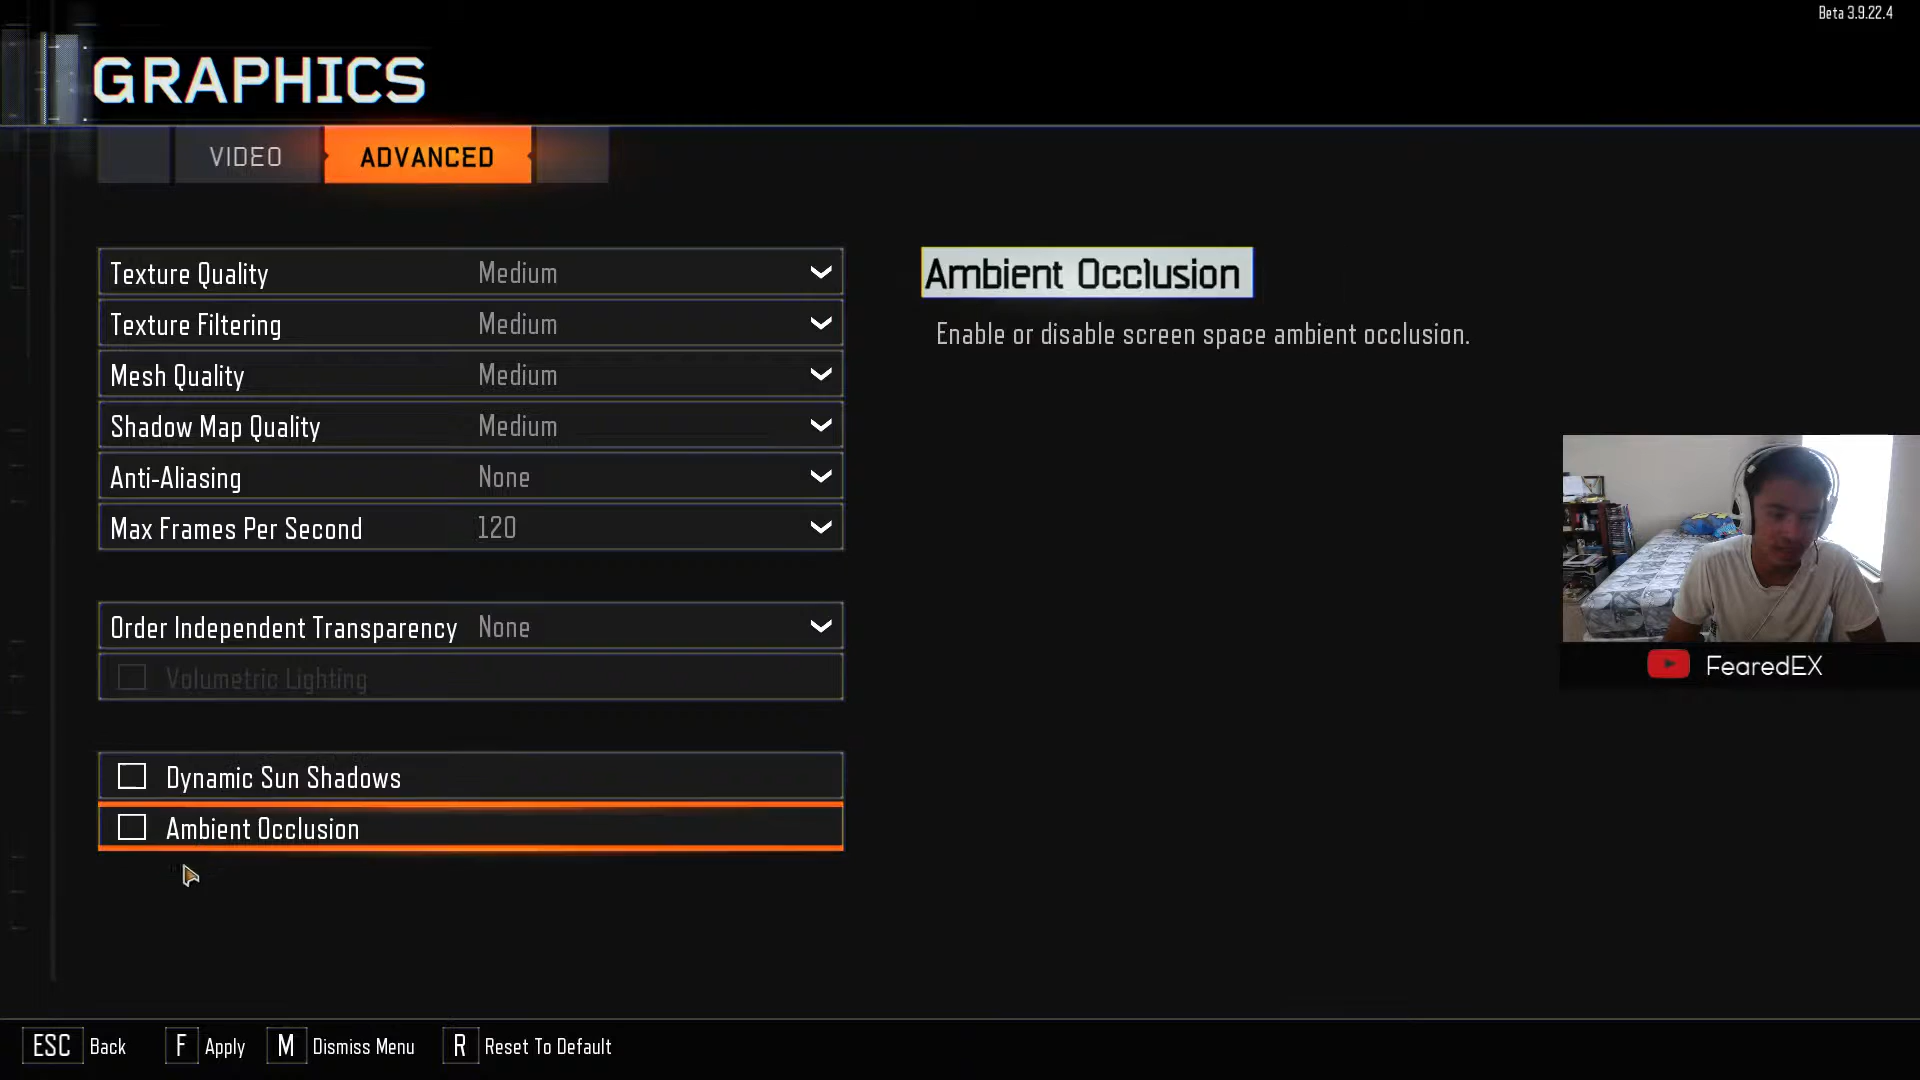 Beta 3.9.22.4
GRAPHICS
VIDEO ADVANCED
Texture Quality Medium
Texture Filtering Medium
Mesh Quality Medium
Shadow Map Quality Medium
Anti-Aliasing None
Max Frames Per Second 120
Order Independent Transparency None
Volumetric Lighting
Dynamic Sun Shadows
Ambient Occlusion
Ambient Occlusion
Enable or disable screen space ambient occlusion.
FearedEX
ESC Back F Apply M Dismiss Menu R Reset To Default